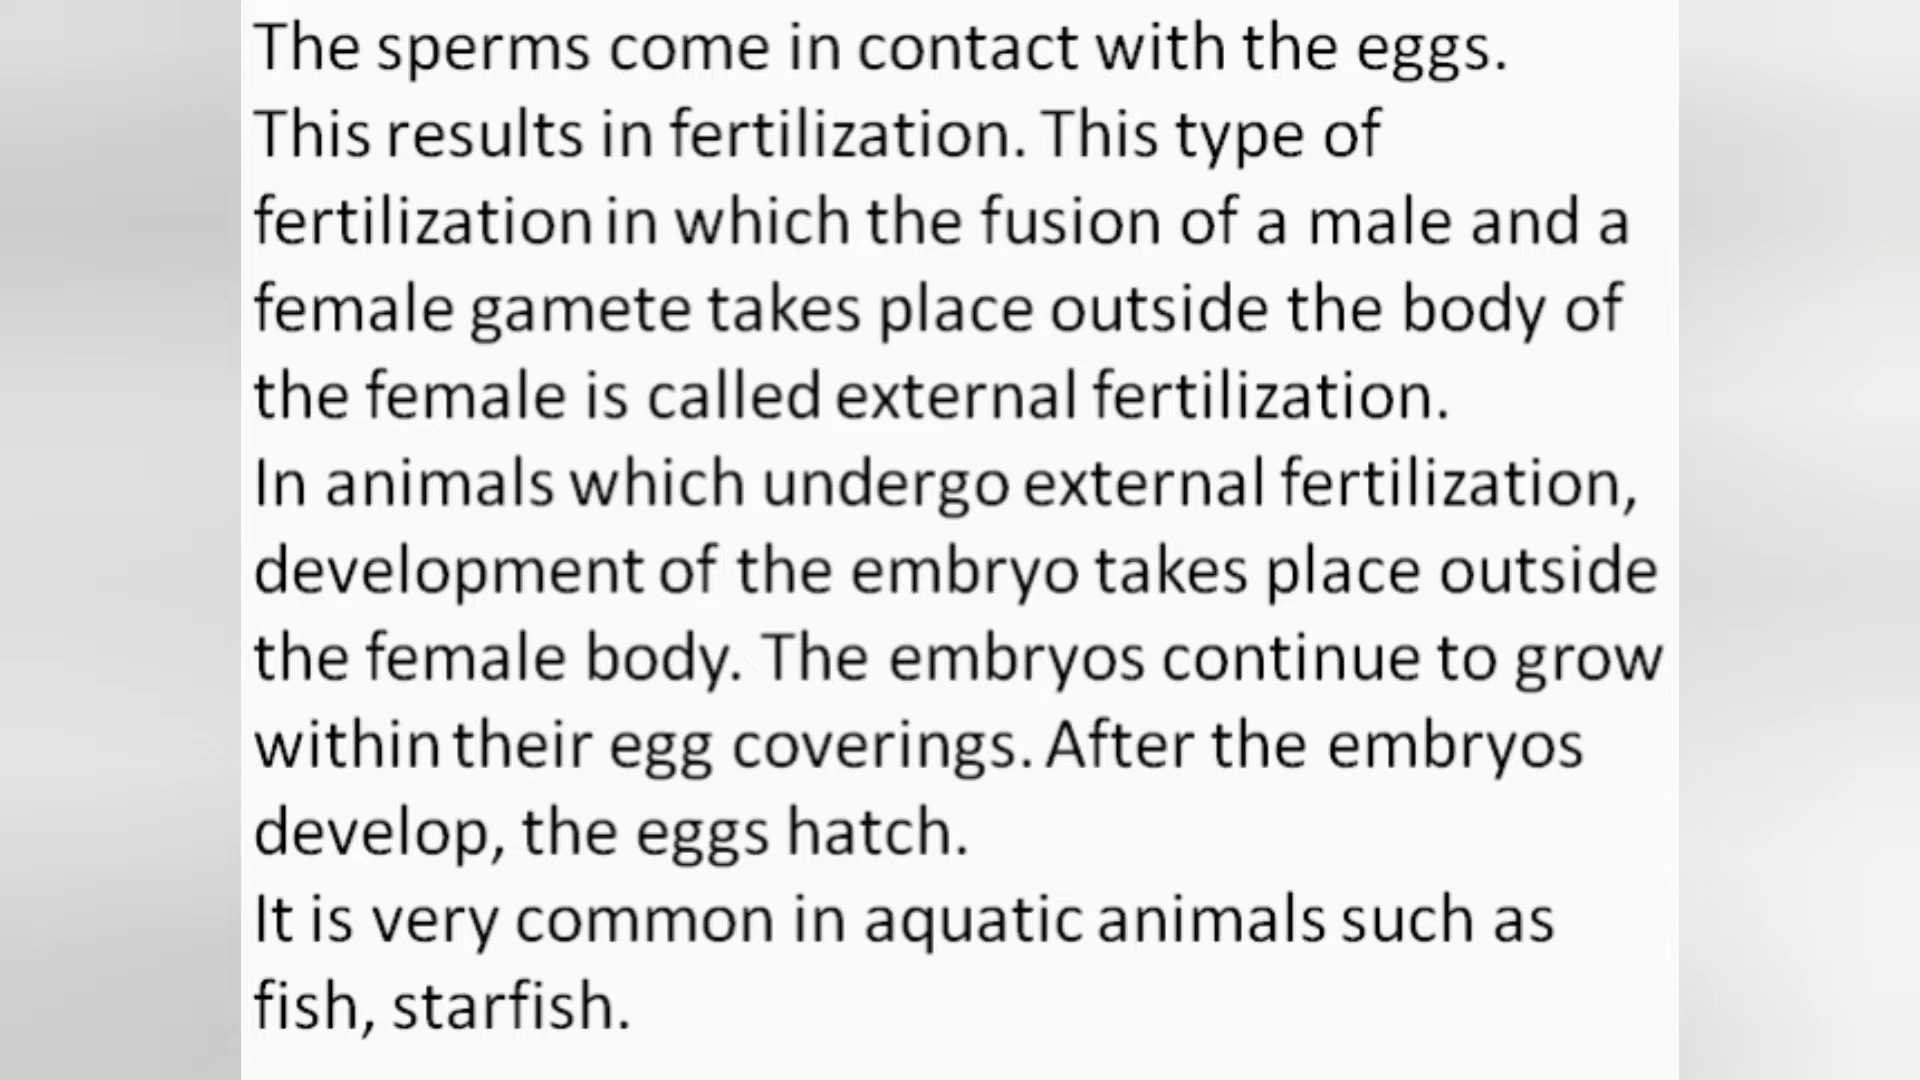 The sperms come in contact with the eggs.
This results in fertilization. This type of
fertilization in which the fusion of a male and a
female gamete takes place outside the body of
the female is called external fertilization.
In animals which undergo external fertilization,
development of the embryo takes place outside
the female body. The embryos continue to grow
within their egg coverings. After the embryos
develop, the eggs hatch.
It is very common in aquatic animals such as
fish, starfish.